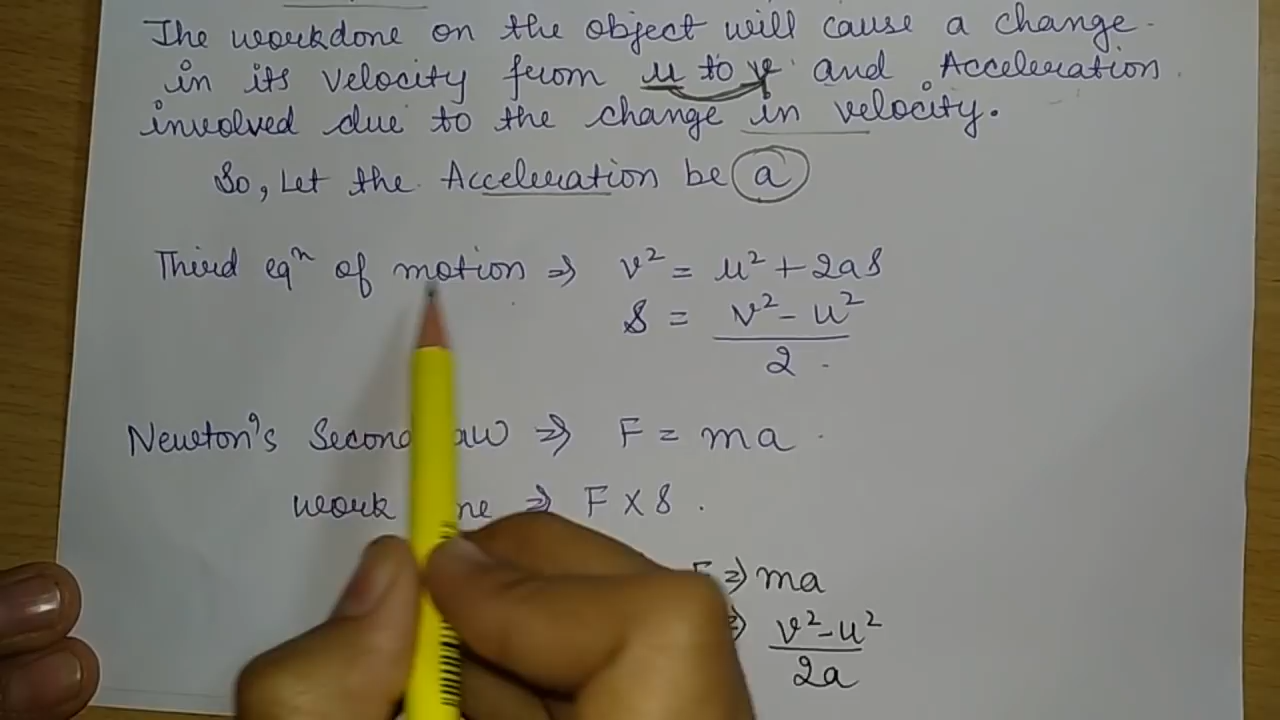 The workdone on the object will cause a change
in its velocity from u to v and Acceleration
involved due to the change in velocity.
So, Let the Acceleration be a
Third eqⁿ of motion ⇒ v² = u² + 2as
s = v² - u² / 2
Newton's Second ⇒ F = ma
work ⇒ F x s.
⇒ ma
v² - u² / 2a